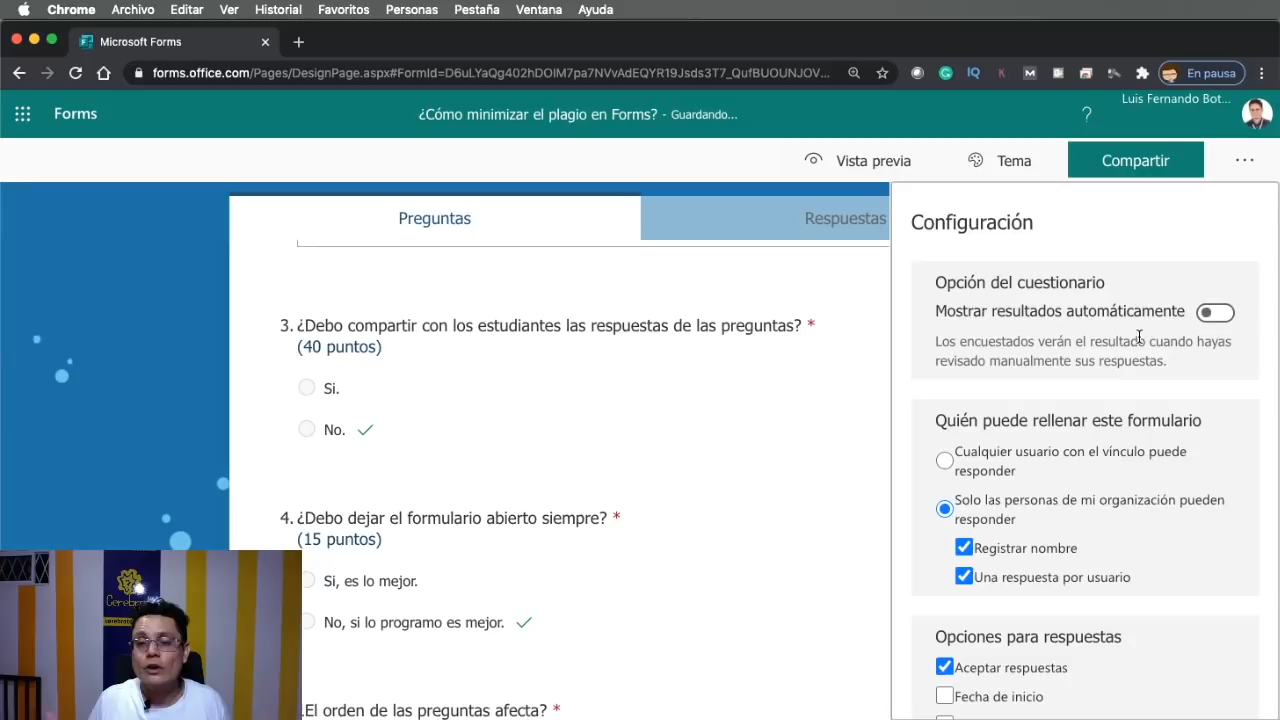 Chrome Archivo Editar Ver Historial Favoritos Personas Pestaña Ventana Ayuda
Microsoft Forms
forms.office.com/Pages/DesignPage.aspx#FormId=D6uLYaQg402hDOlM7pa7NVvAdEQYR19Jsds3T7_QufBUOUNJOV...
En pausa
Forms
¿Cómo minimizar el plagio en Forms? - Guardando...
?
Luis Fernando Bot...
Vista previa
Tema
Compartir
...
Preguntas
Respuestas
3. ¿Debo compartir con los estudiantes las respuestas de las preguntas? *
(40 puntos)
Si.
No.
4. ¿Debo dejar el formulario abierto siempre? *
(15 puntos)
Si, es lo mejor.
No, si lo programo es mejor.
¿El orden de las preguntas afecta? *
Configuración
Opción del cuestionario
Mostrar resultados automáticamente
Los encuestados verán el resultado cuando hayas
revisado manualmente sus respuestas.
Quién puede rellenar este formulario
Cualquier usuario con el vínculo puede
responder
Solo las personas de mi organización pueden
responder
Registrar nombre
Una respuesta por usuario
Opciones para respuestas
Aceptar respuestas
Fecha de inicio